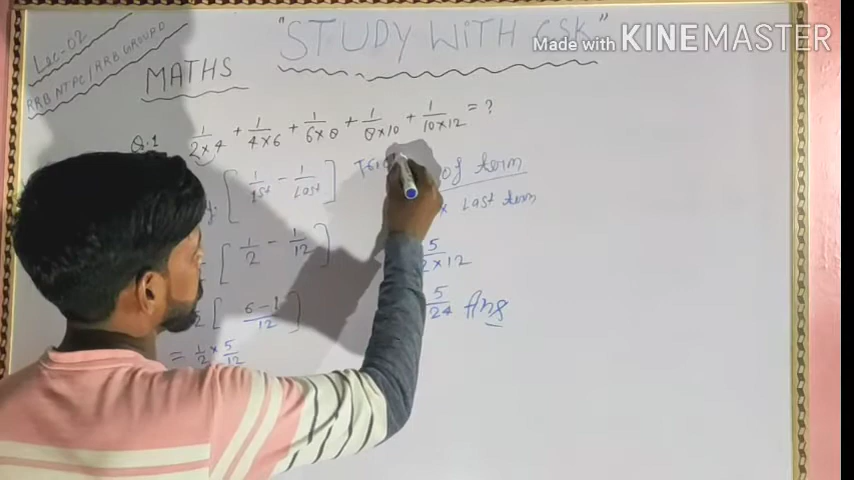 Lec-02
RRB NTPC/RRB GROUP D
"STUDY WITH GSK"
Made with KINEMASTER
MATHS
Q.1 1/2×4 + 1/4×6 + 1/6×8 + 1/8×10 + 1/10×12 = ?
[1/1st - 1/Last] of term
× Last term
[1/2 - 1/12] 5/2×12
[6-1/12] 5/24 Ans
= 1/2 × 5/12